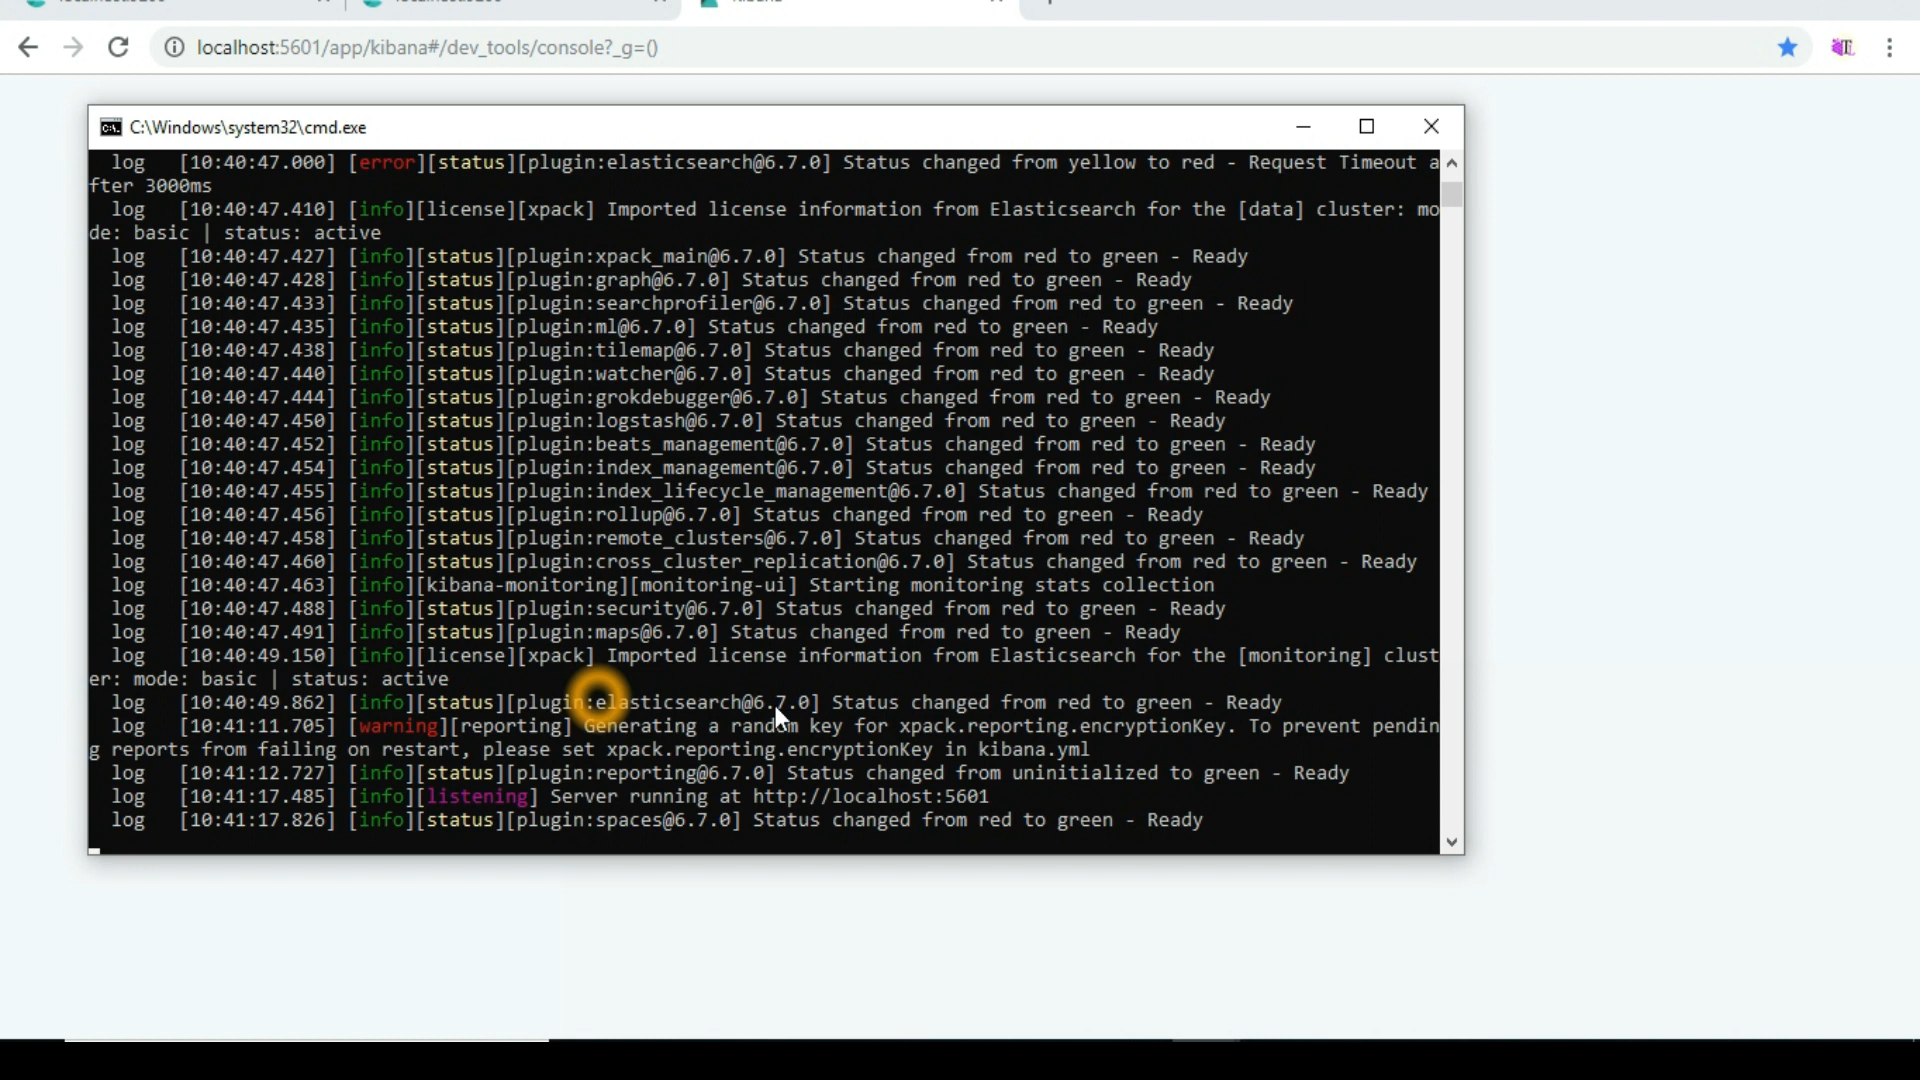 localhost:5601/app/kibana#/dev_tools/console?_g=()
C:\Windows\system32\cmd.exe
log [10:40:47.000] [error][status][plugin:elasticsearch@6.7.0] Status changed from yellow to red - Request Timeout a
fter 3000ms
log [10:40:47.410] [info][license][xpack] Imported license information from Elasticsearch for the [data] cluster: mo
de: basic | status: active
log [10:40:47.427] [info][status][plugin:xpack_main@6.7.0] Status changed from red to green - Ready
log [10:40:47.428] [info][status][plugin:graph@6.7.0] Status changed from red to green - Ready
log [10:40:47.433] [info][status][plugin:searchprofiler@6.7.0] Status changed from red to green - Ready
log [10:40:47.435] [info][status][plugin:ml@6.7.0] Status changed from red to green - Ready
log [10:40:47.438] [info][status][plugin:tilemap@6.7.0] Status changed from red to green - Ready
log [10:40:47.440] [info][status][plugin:watcher@6.7.0] Status changed from red to green - Ready
log [10:40:47.444] [info][status][plugin:grokdebugger@6.7.0] Status changed from red to green - Ready
log [10:40:47.450] [info][status][plugin:logstash@6.7.0] Status changed from red to green - Ready
log [10:40:47.452] [info][status][plugin:beats_management@6.7.0] Status changed from red to green - Ready
log [10:40:47.454] [info][status][plugin:index_management@6.7.0] Status changed from red to green - Ready
log [10:40:47.455] [info][status][plugin:index_lifecycle_management@6.7.0] Status changed from red to green - Ready
log [10:40:47.456] [info][status][plugin:rollup@6.7.0] Status changed from red to green - Ready
log [10:40:47.458] [info][status][plugin:remote_clusters@6.7.0] Status changed from red to green - Ready
log [10:40:47.460] [info][status][plugin:cross_cluster_replication@6.7.0] Status changed from red to green - Ready
log [10:40:47.463] [info][kibana-monitoring][monitoring-ui] Starting monitoring stats collection
log [10:40:47.488] [info][status][plugin:security@6.7.0] Status changed from red to green - Ready
log [10:40:47.491] [info][status][plugin:maps@6.7.0] Status changed from red to green - Ready
log [10:40:49.150] [info][license][xpack] Imported license information from Elasticsearch for the [monitoring] clust
er: mode: basic | status: active
log [10:40:49.862] [info][status][plugin:elasticsearch@6.7.0] Status changed from red to green - Ready
log [10:41:11.705] [warning][reporting] Generating a random key for xpack.reporting.encryptionKey. To prevent pendin
g reports from failing on restart, please set xpack.reporting.encryptionKey in kibana.yml
log [10:41:12.727] [info][status][plugin:reporting@6.7.0] Status changed from uninitialized to green - Ready
log [10:41:17.485] [info][listening] Server running at http://localhost:5601
log [10:41:17.826] [info][status][plugin:spaces@6.7.0] Status changed from red to green - Ready